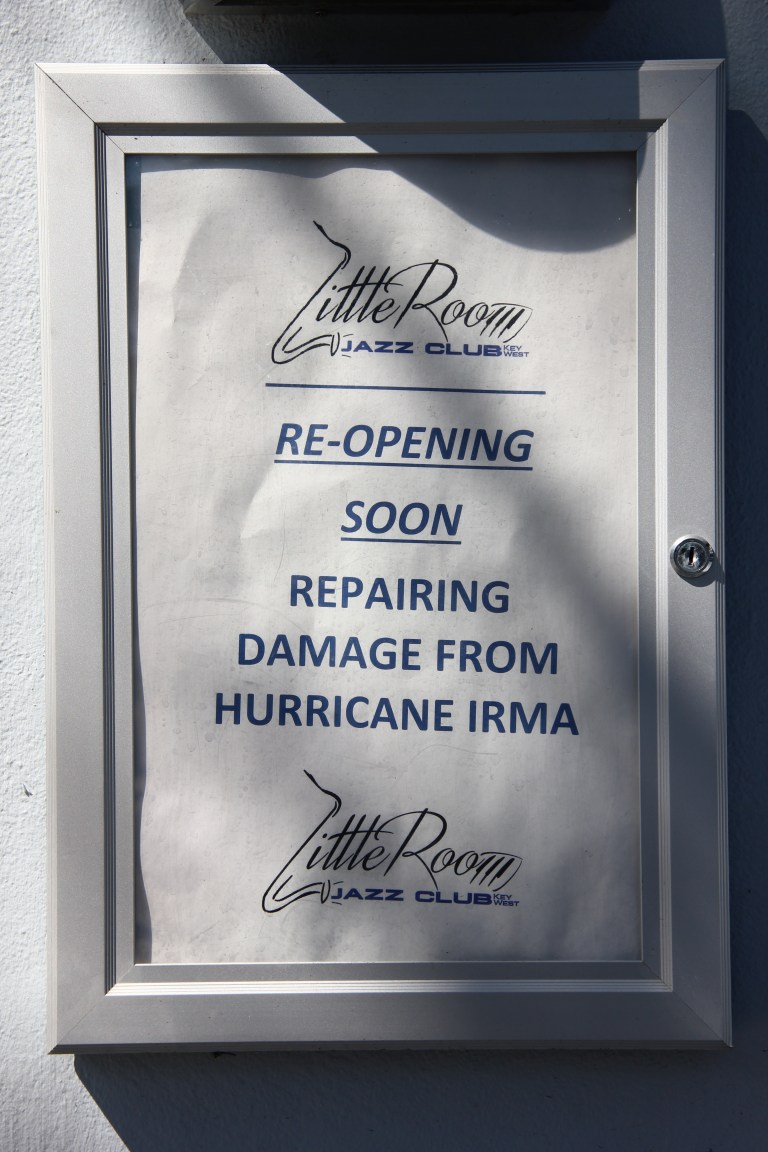 Little Room
JAZZ CLUB KEY WEST
RE-OPENING
SOON
REPAIRING
DAMAGE FROM
HURRICANE IRMA
Little Room
JAZZ CLUB KEY WEST